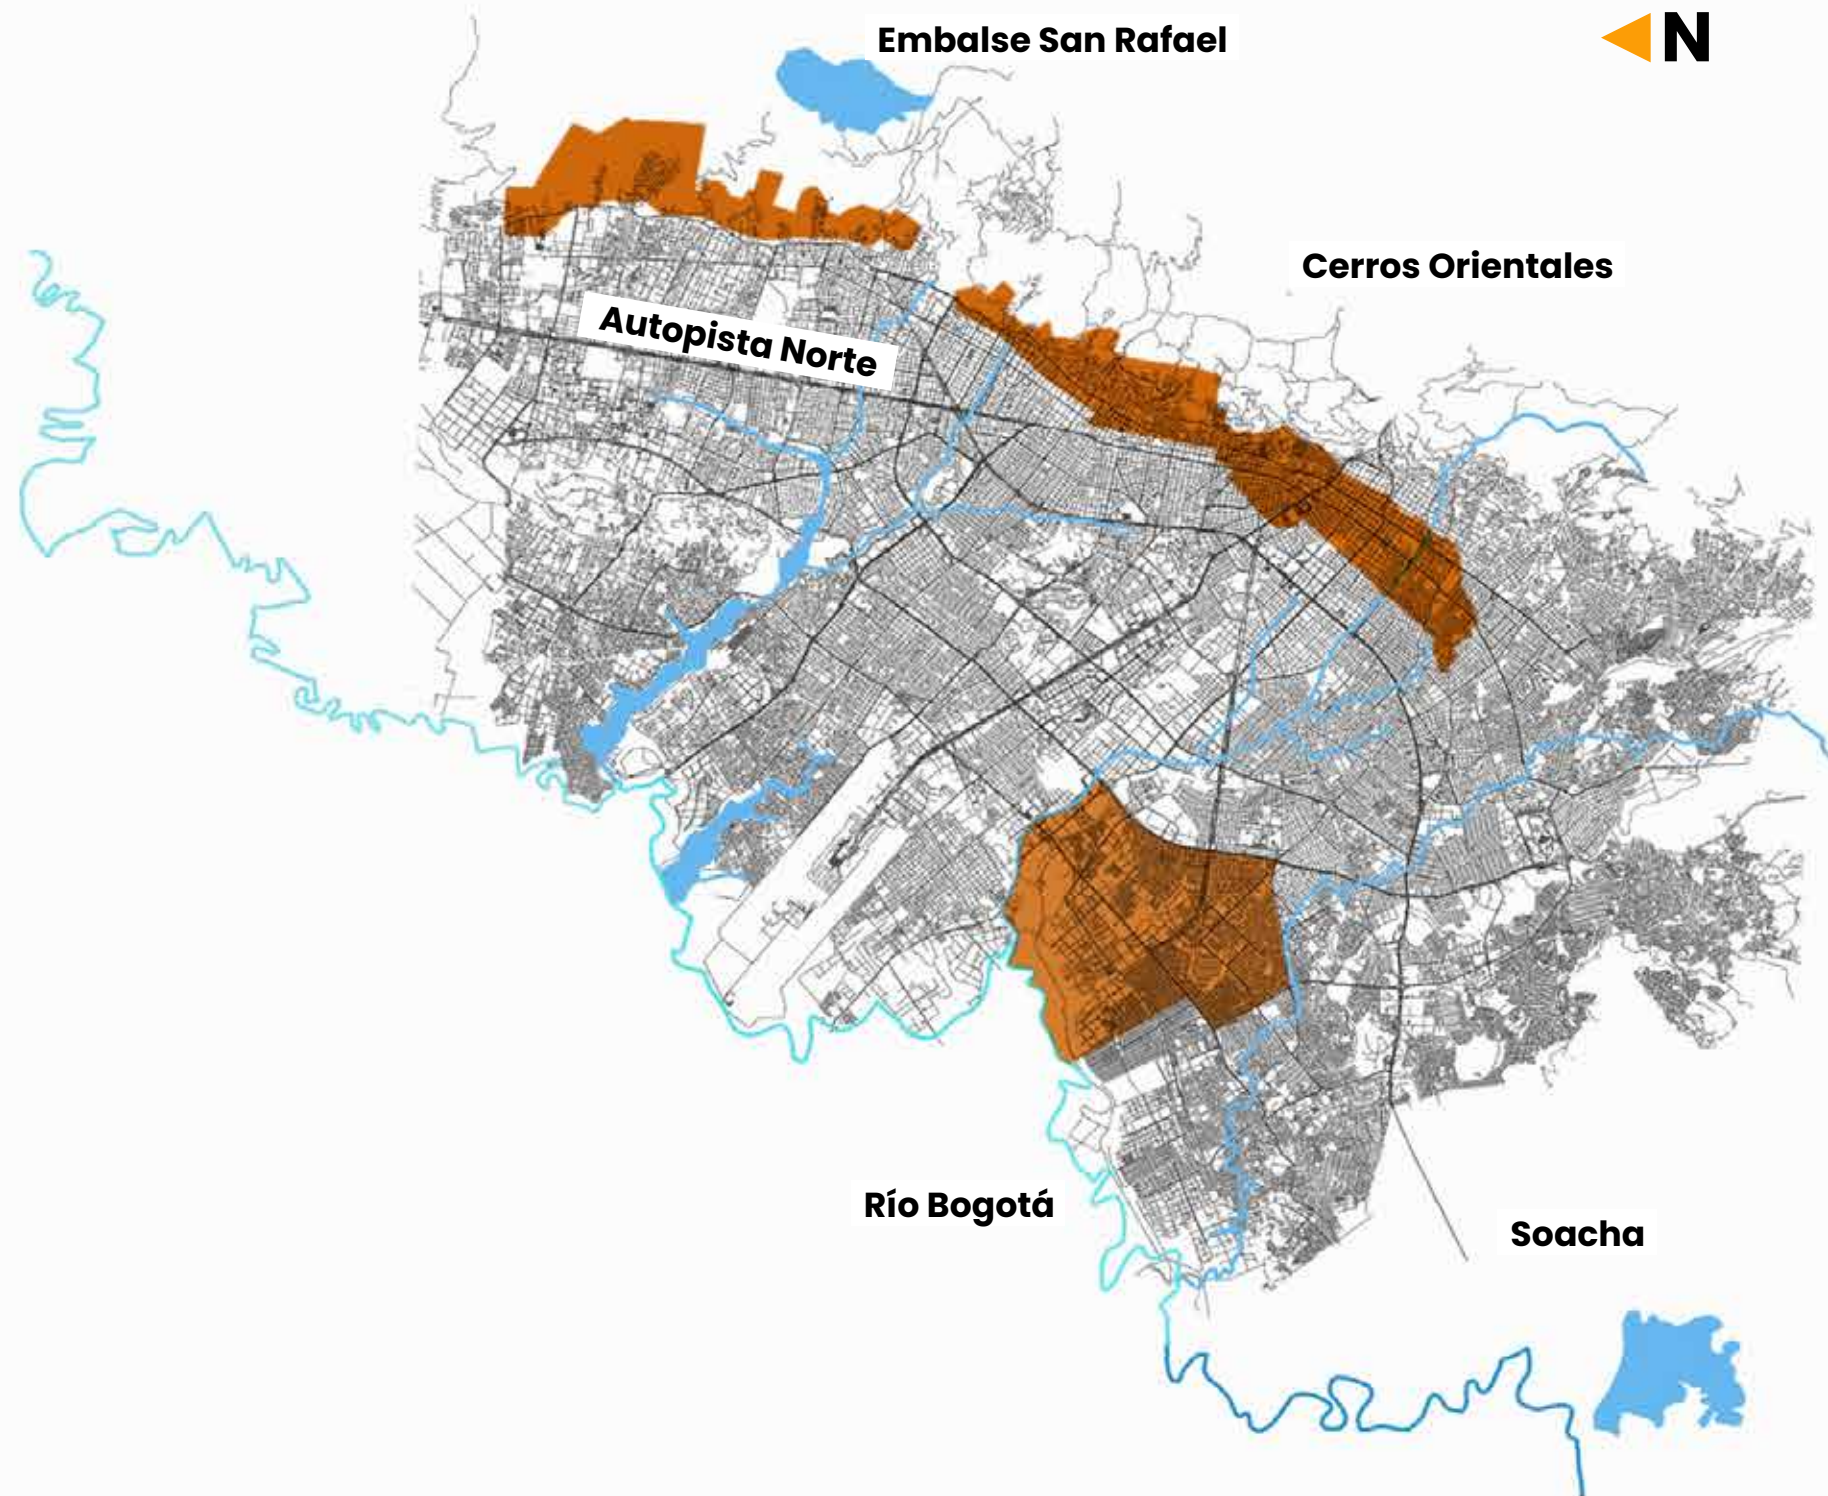 Embalse San Rafael
N
Cerros Orientales
Autopista Norte
Río Bogotá
Soacha